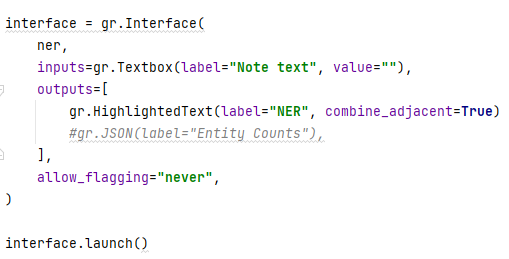 interface = gr.Interface(
    ner,
    inputs=gr.Textbox(label="Note text", value=""),
    outputs=[
        gr.HighlightedText(label="NER", combine_adjacent=True)
        #gr.JSON(label="Entity Counts"),
    ],
    allow_flagging="never",
)

interface.launch()